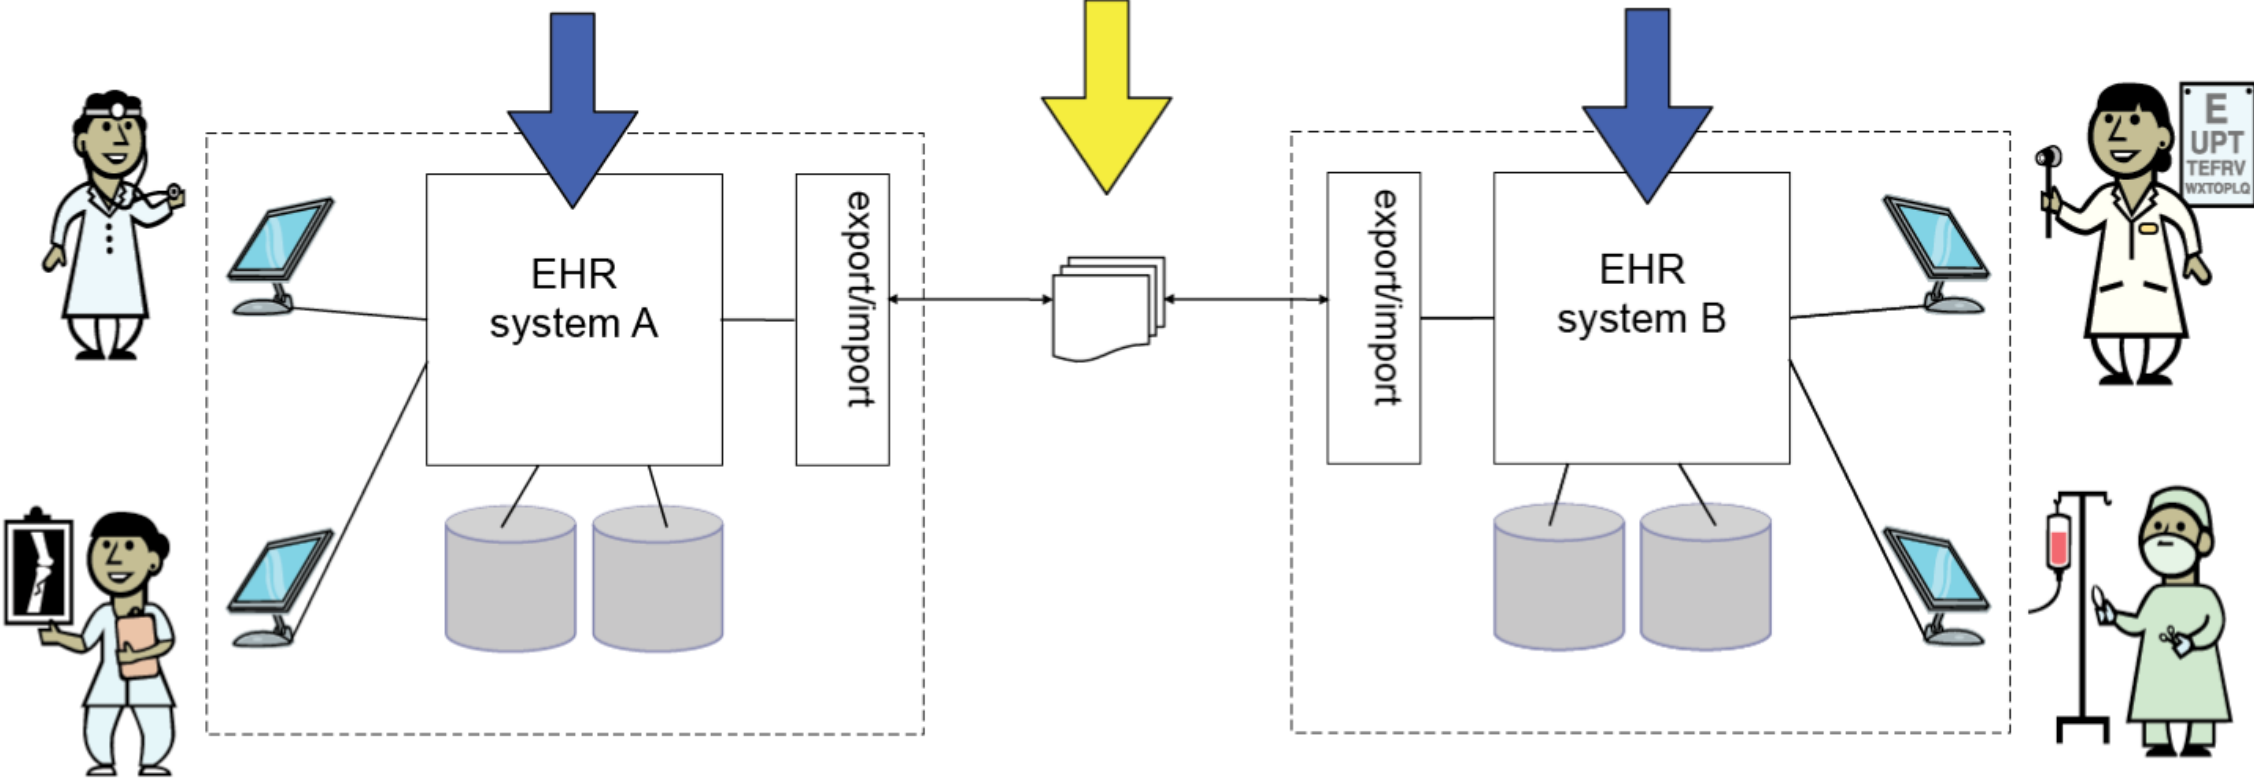 EHR
system A
export/import
export/import
EHR
system B
E
UPT
TEFRV
WXTOPLQ